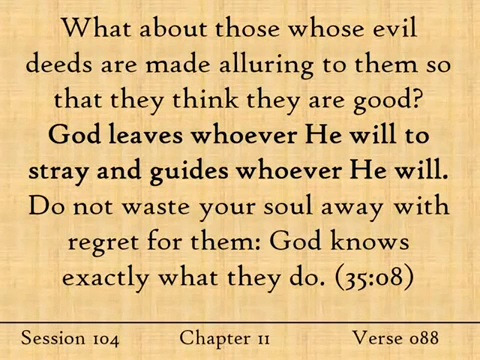 What about those whose evil
deeds are made alluring to them so
that they think they are good?
God leaves whoever He will to
stray and guides whoever He will.
Do not waste your soul away with
regret for them: God knows
exactly what they do. (35:08)
Session 104 Chapter 11 Verse 088